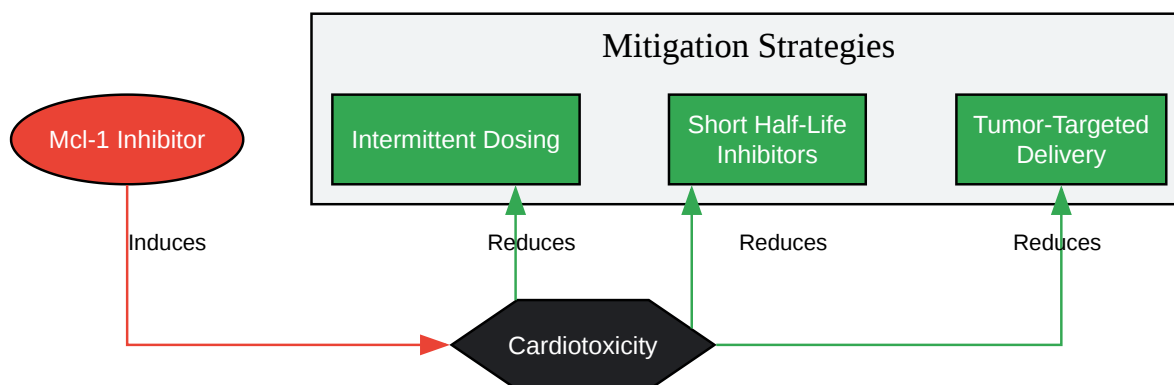 Mitigation Strategies
Mcl-1 Inhibitor
Intermittent Dosing
Short Half-Life
Inhibitors
Tumor-Targeted
Delivery
Induces
Reduces
Reduces
Reduces
Cardiotoxicity